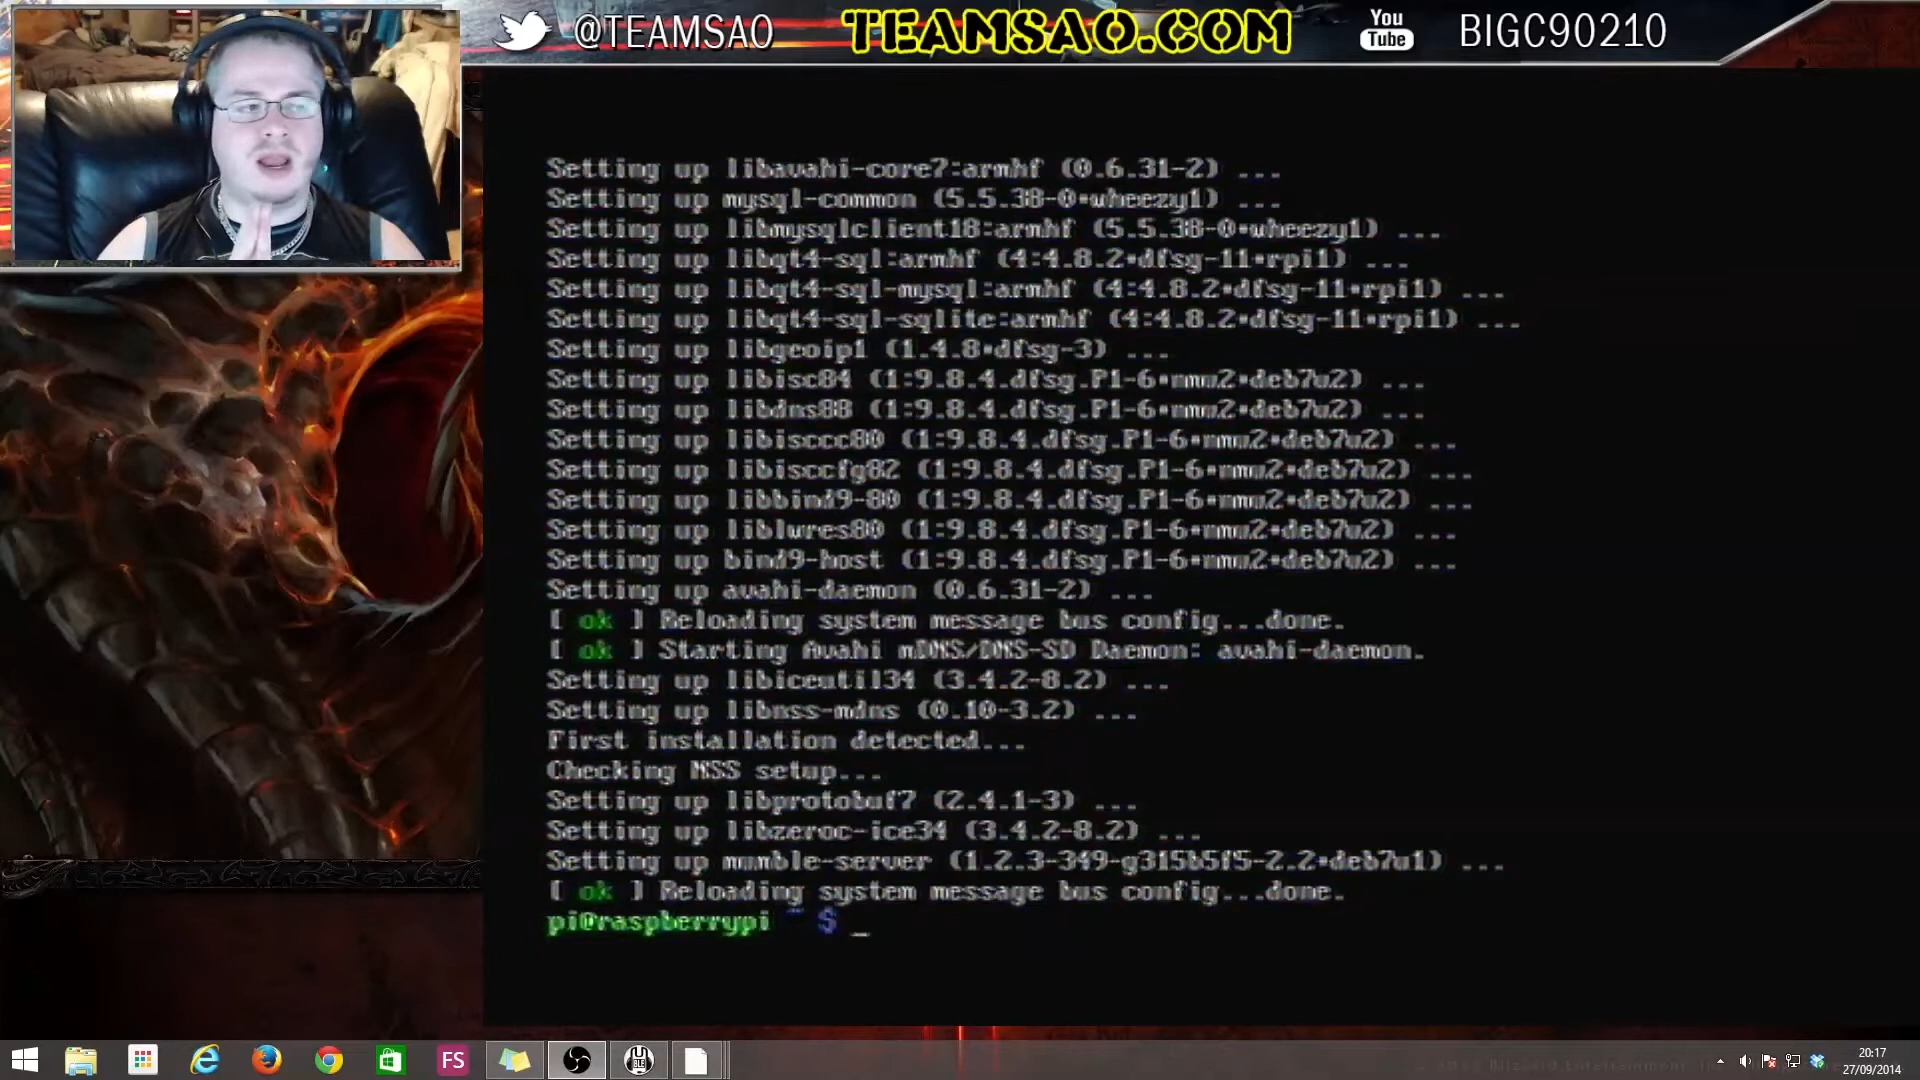 @TEAMSAO
TEAMSAO.COM
You
Tube
BIGC90210
Setting up libavahi-core7:armhf (0.6.31-2) ...
Setting up mysql-common (5.5.38-0+wheezy1) ...
Setting up libmysqlclient18:armhf (5.5.38-0+wheezy1) ...
Setting up libqt4-sql:armhf (4:4.8.2+dfsg-11+rpi1) ...
Setting up libqt4-sql-mysql:armhf (4:4.8.2+dfsg-11+rpi1) ...
Setting up libqt4-sql-sqlite:armhf (4:4.8.2+dfsg-11+rpi1) ...
Setting up libgeoip1 (1.4.8+dfsg-3) ...
Setting up libisc84 (1:9.8.4.dfsg.P1-6+nmu2+deb7u2) ...
Setting up libdns88 (1:9.8.4.dfsg.P1-6+nmu2+deb7u2) ...
Setting up libisccc80 (1:9.8.4.dfsg.P1-6+nmu2+deb7u2) ...
Setting up libisccfg82 (1:9.8.4.dfsg.P1-6+nmu2+deb7u2) ...
Setting up libbind9-80 (1:9.8.4.dfsg.P1-6+nmu2+deb7u2) ...
Setting up liblwres80 (1:9.8.4.dfsg.P1-6+nmu2+deb7u2) ...
Setting up bind9-host (1:9.8.4.dfsg.P1-6+nmu2+deb7u2) ...
Setting up avahi-daemon (0.6.31-2) ...
[ ok ] Reloading system message bus config...done.
[ ok ] Starting Avahi mDNS/DNS-SD Daemon: avahi-daemon.
Setting up libiceutil34 (3.4.2-8.2) ...
Setting up libnss-mdns (0.10-3.2) ...
First installation detected...
Checking NSS setup...
Setting up libprotobuf7 (2.4.1-3) ...
Setting up libzeroc-ice34 (3.4.2-8.2) ...
Setting up mumble-server (1.2.3-349-g315b5f5-2.2+deb7u1) ...
[ ok ] Reloading system message bus config...done.
pi@raspberrypi ~ $ _
FS
20:17
27/09/2014